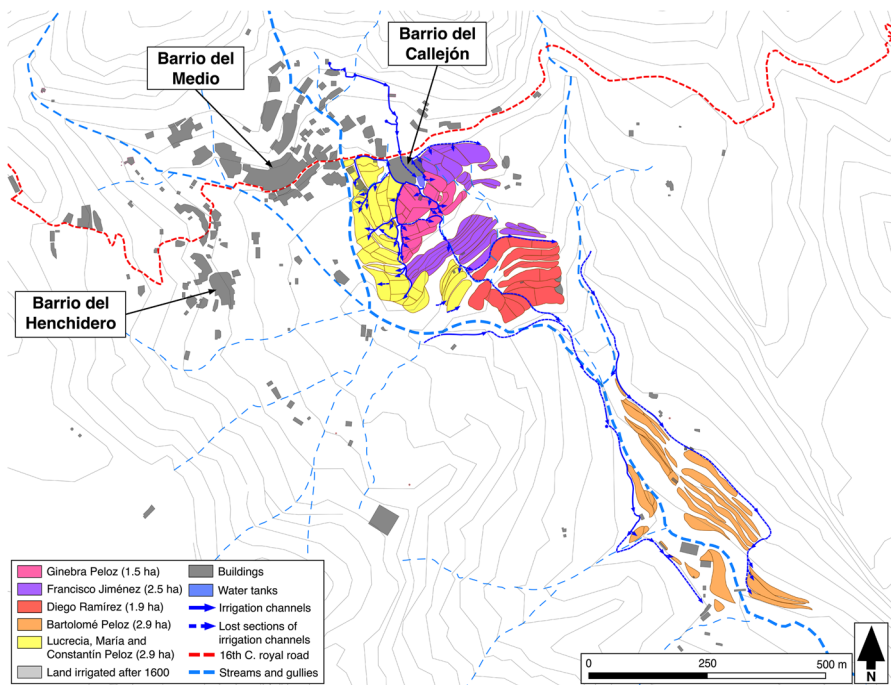 Barrio del
Callejón
Barrio del
Medio
Barrio del
Henchidero
Ginebra Peloz (1.5 ha)
Francisco Jiménez (2.5 ha)
Diego Ramírez (1.9 ha)
Bartolomé Peloz (2.9 ha)
Lucrecia, María and
Constantín Peloz (2.9 ha)
Land irrigated after 1600
Buildings
Water tanks
Irrigation channels
Lost sections of
irrigation channels
16th C. royal road
Streams and gullies
0 250 500 m
N